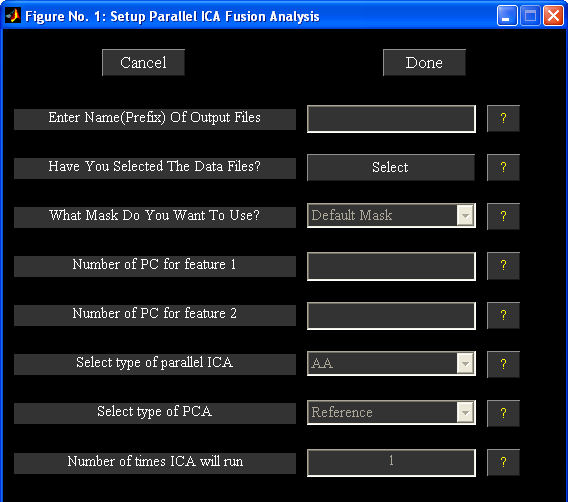 Figure No. 1: Setup Parallel ICA Fusion Analysis
Cancel Done
Enter Name(Prefix) Of Output Files ?
Have You Selected The Data Files? Select ?
What Mask Do You Want To Use? Default Mask ?
Number of PC for feature 1 ?
Number of PC for feature 2 ?
Select type of parallel ICA AA ?
Select type of PCA Reference ?
Number of times ICA will run 1 ?